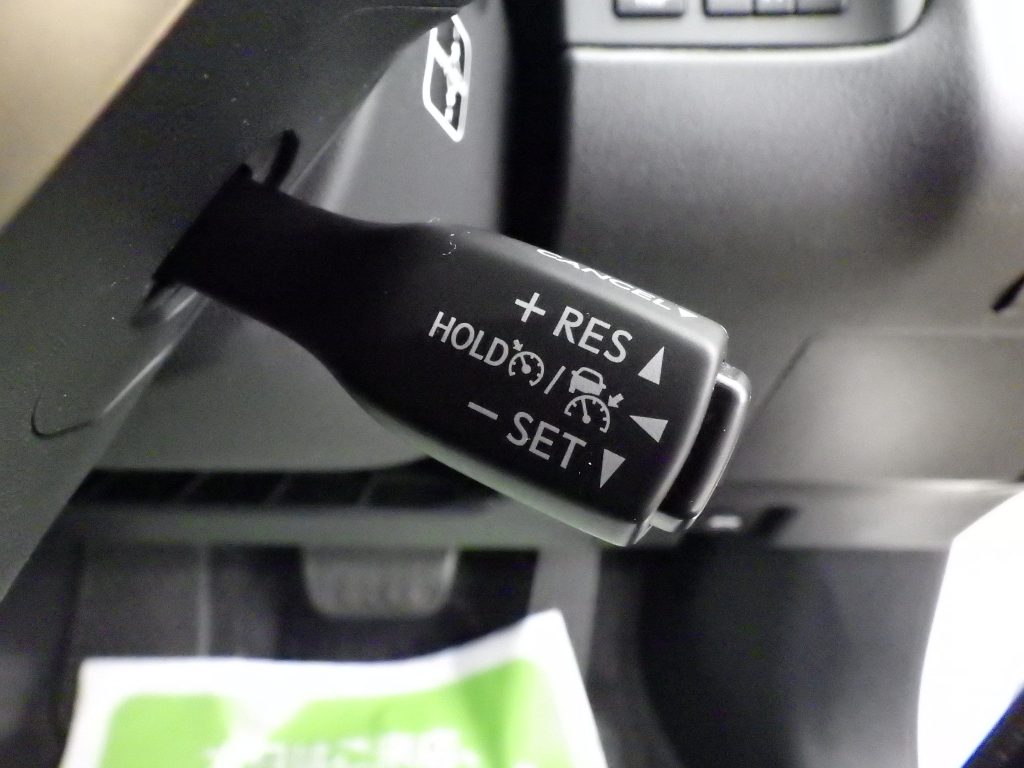 CANCEL
+ RES
HOLD /
− SET